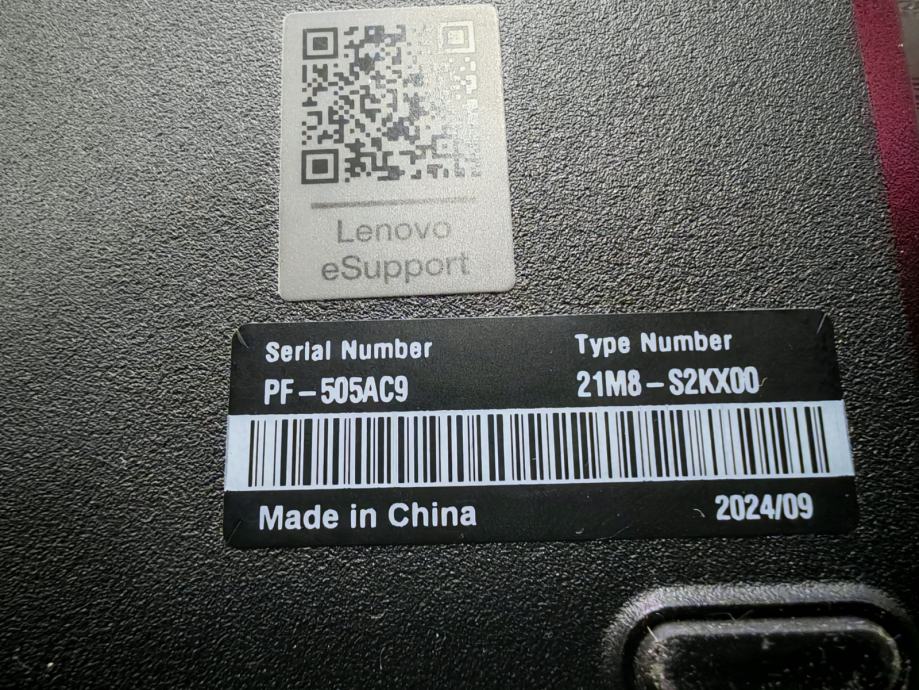 Lenovo
eSupport
Serial Number
Type Number
PF-505AC9
21M8-S2KX00
Made in China
2024/09